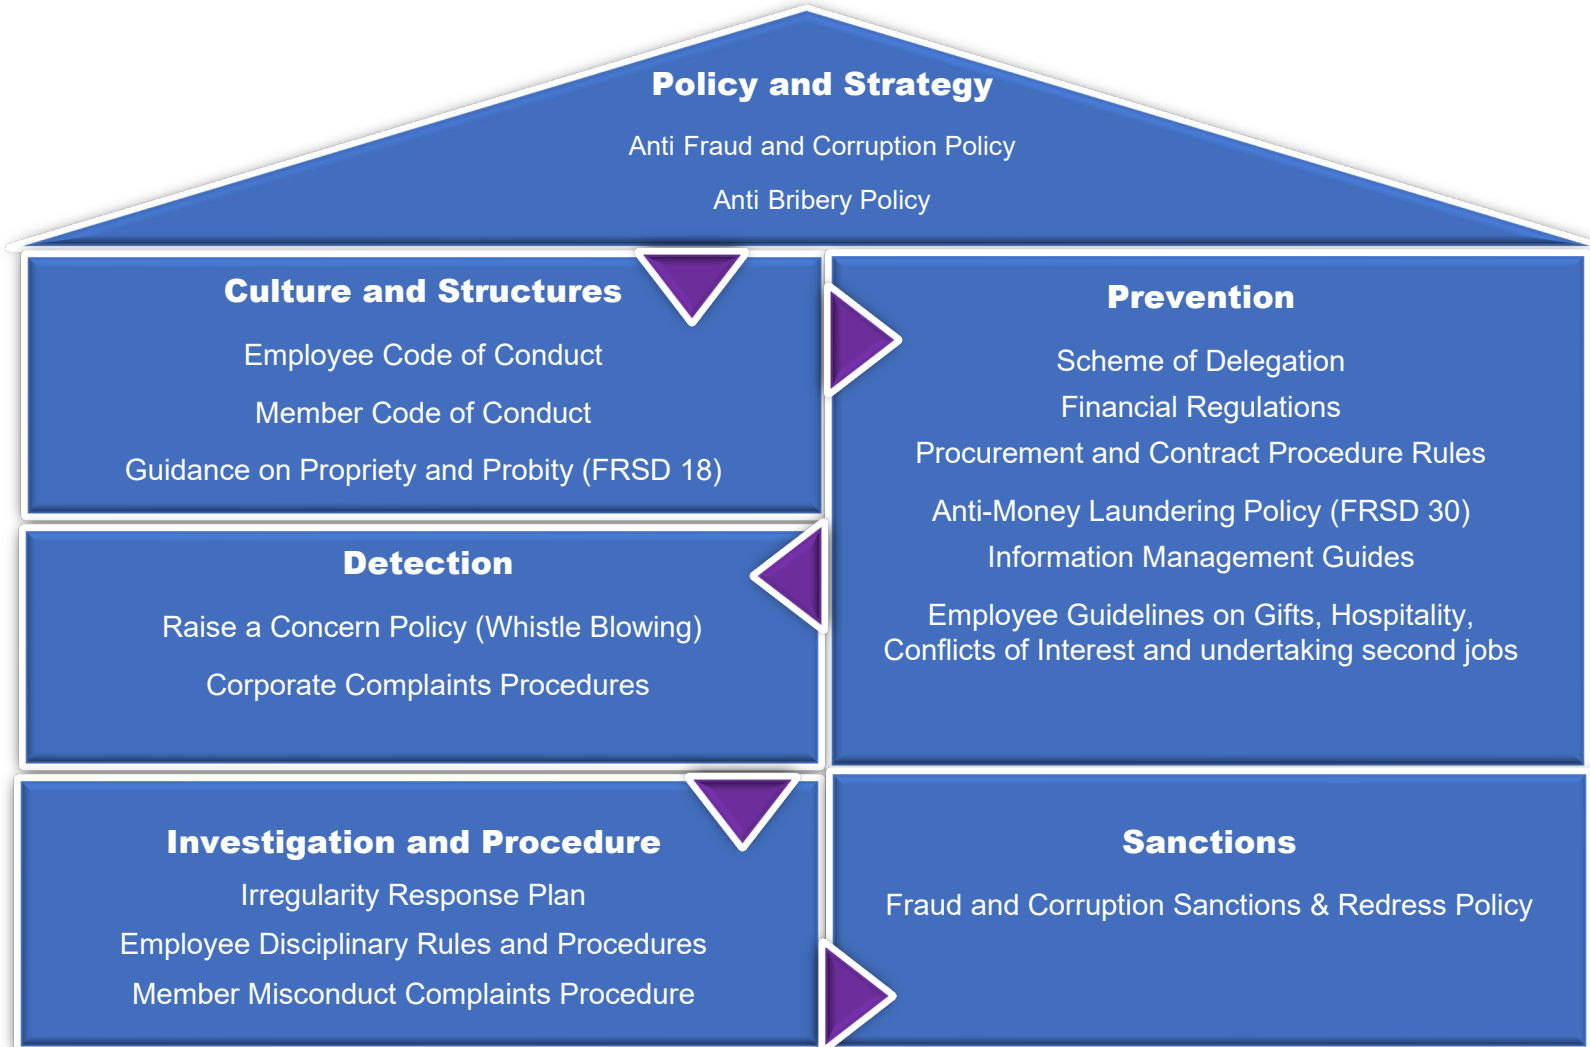 Policy and Strategy
Anti Fraud and Corruption Policy
Anti Bribery Policy
Culture and Structures
Employee Code of Conduct
Member Code of Conduct
Guidance on Propriety and Probity (FRSD 18)
Prevention
Scheme of Delegation
Financial Regulations
Procurement and Contract Procedure Rules
Anti-Money Laundering Policy (FRSD 30)
Information Management Guides
Employee Guidelines on Gifts, Hospitality,
Conflicts of Interest and undertaking second jobs
Detection
Raise a Concern Policy (Whistle Blowing)
Corporate Complaints Procedures
Investigation and Procedure
Irregularity Response Plan
Employee Disciplinary Rules and Procedures
Member Misconduct Complaints Procedure
Sanctions
Fraud and Corruption Sanctions & Redress Policy